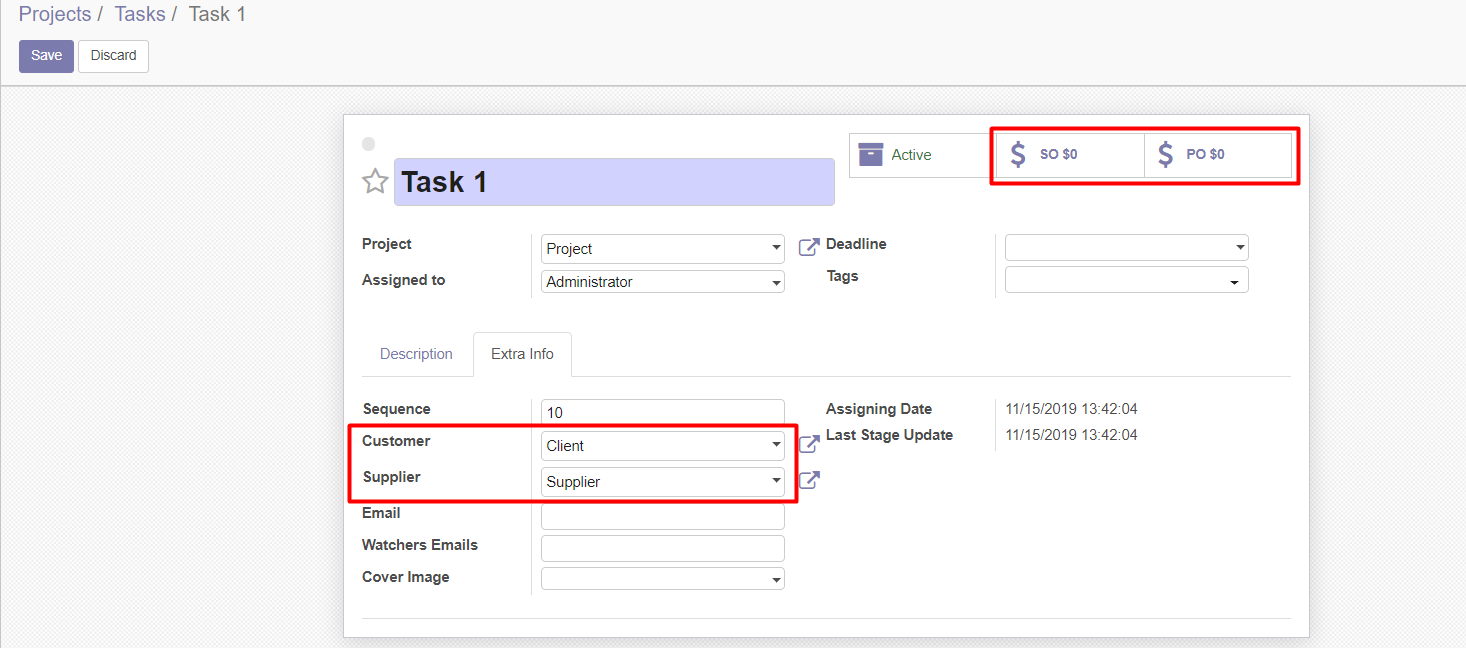 Projects / Tasks / Task 1
Save Discard
Active SO $0 PO $0
Task 1
Project Project Deadline
Assigned to Administrator Tags
Description Extra Info
Sequence 10 Assigning Date 11/15/2019 13:42:04
Customer Client Last Stage Update 11/15/2019 13:42:04
Supplier Supplier
Email
Watchers Emails
Cover Image